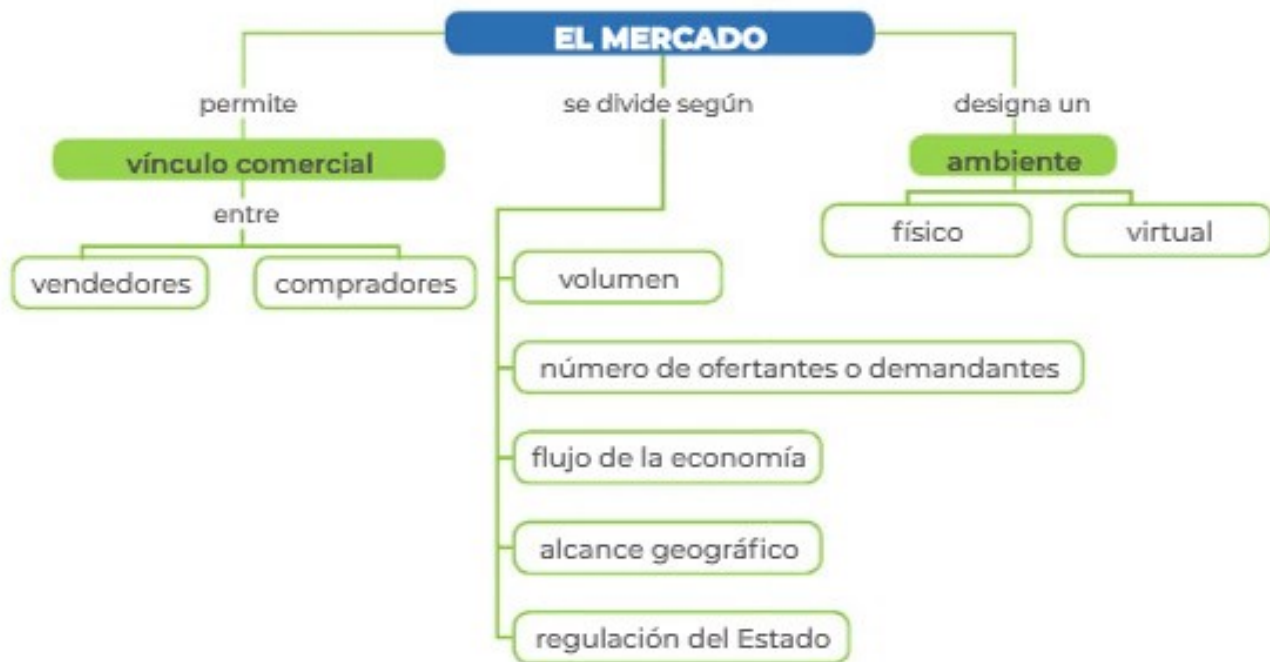 EL MERCADO
permite
vínculo comercial
entre
vendedores
compradores
se divide según
volumen
número de ofertantes o demandantes
flujo de la economía
alcance geográfico
regulación del Estado
designa un
ambiente
físico
virtual